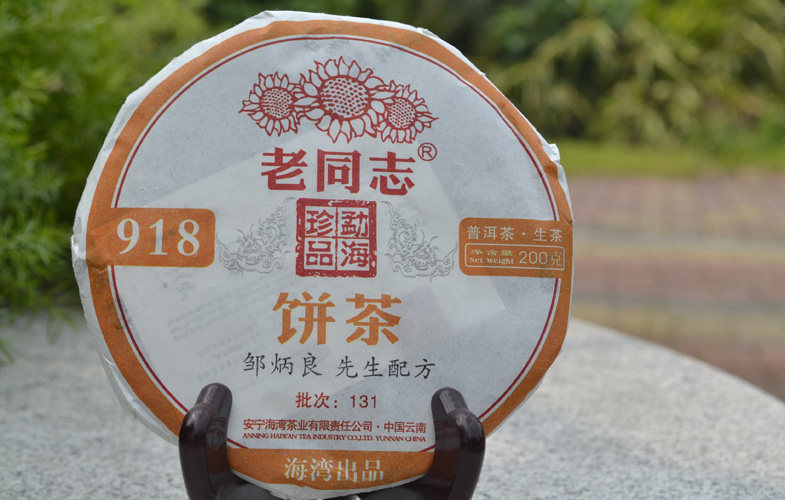 老同志®
918
勐海
珍品
普洱茶·生茶
净含量 Net Weight 200克
饼茶
邹炳良 先生配方
批次：131
安宁海湾茶业有限责任公司·中国云南
ANNING HAIWAN TEA INDUSTRY CO.,LTD. YUNNAN CHINA
海湾出品